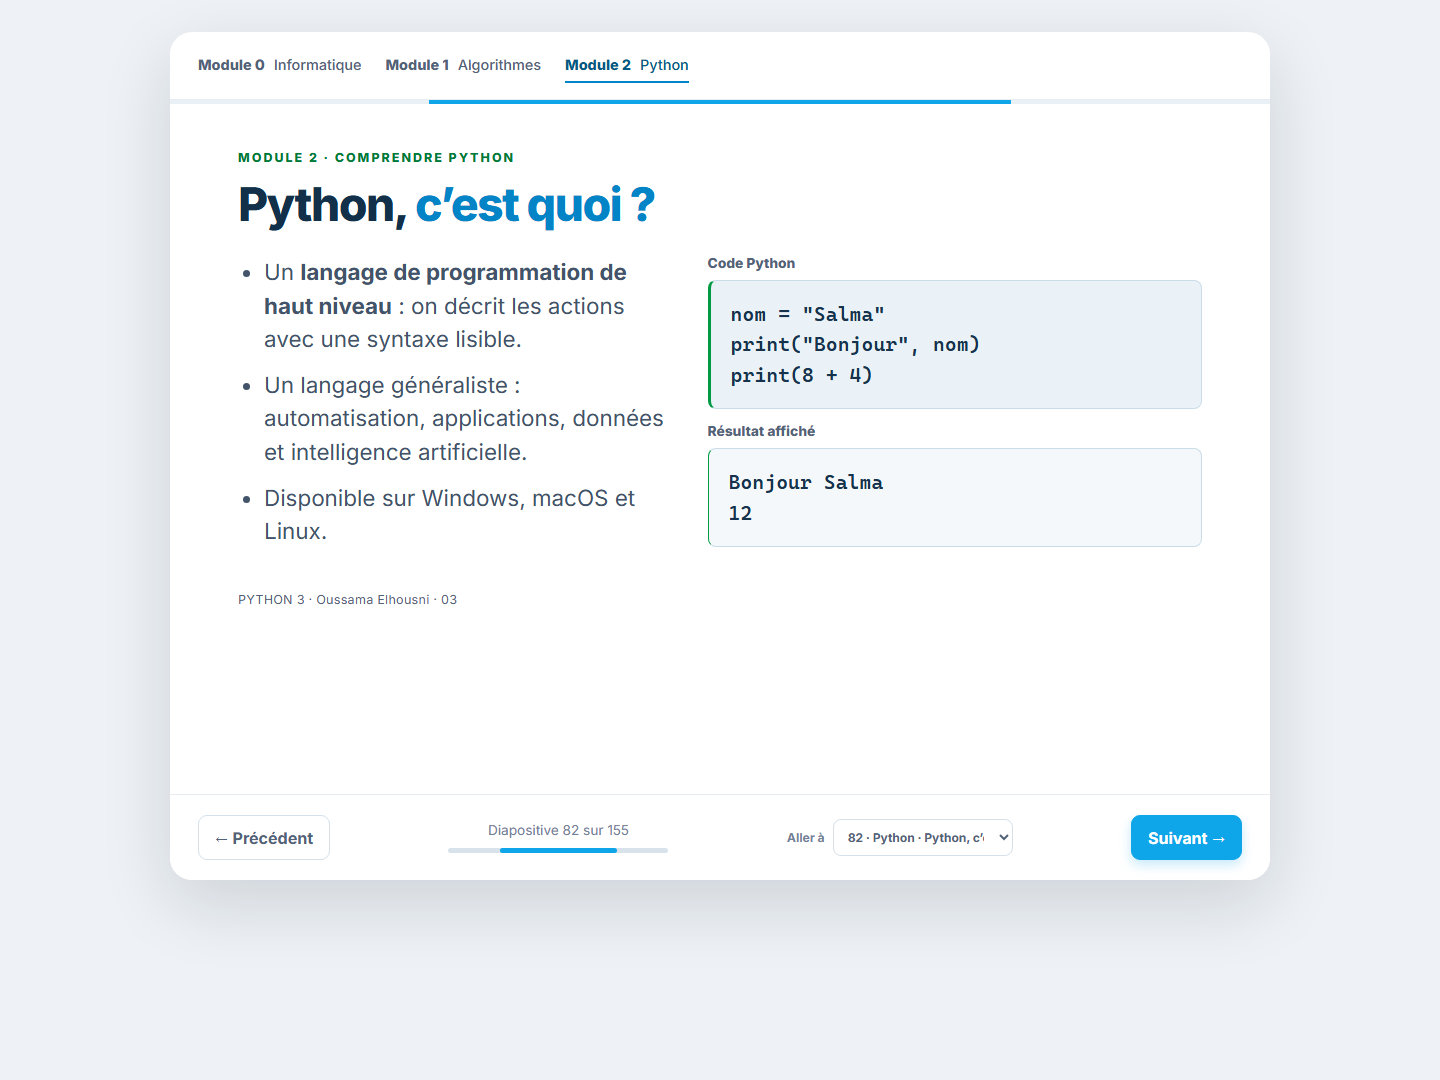 Module 0 Informatique Module 1 Algorithmes Module 2 Python
MODULE 2 · COMPRENDRE PYTHON
Python, c’est quoi ?
• Un langage de programmation de
haut niveau : on décrit les actions
avec une syntaxe lisible.
• Un langage généraliste :
automatisation, applications, données
et intelligence artificielle.
• Disponible sur Windows, macOS et
Linux.
Code Python
nom = "Salma"
print("Bonjour", nom)
print(8 + 4)
Résultat affiché
Bonjour Salma
12
PYTHON 3 · Oussama Elhousni · 03
← Précédent
Diapositive 82 sur 155
Aller à
82 · Python · Python, c’
Suivant →